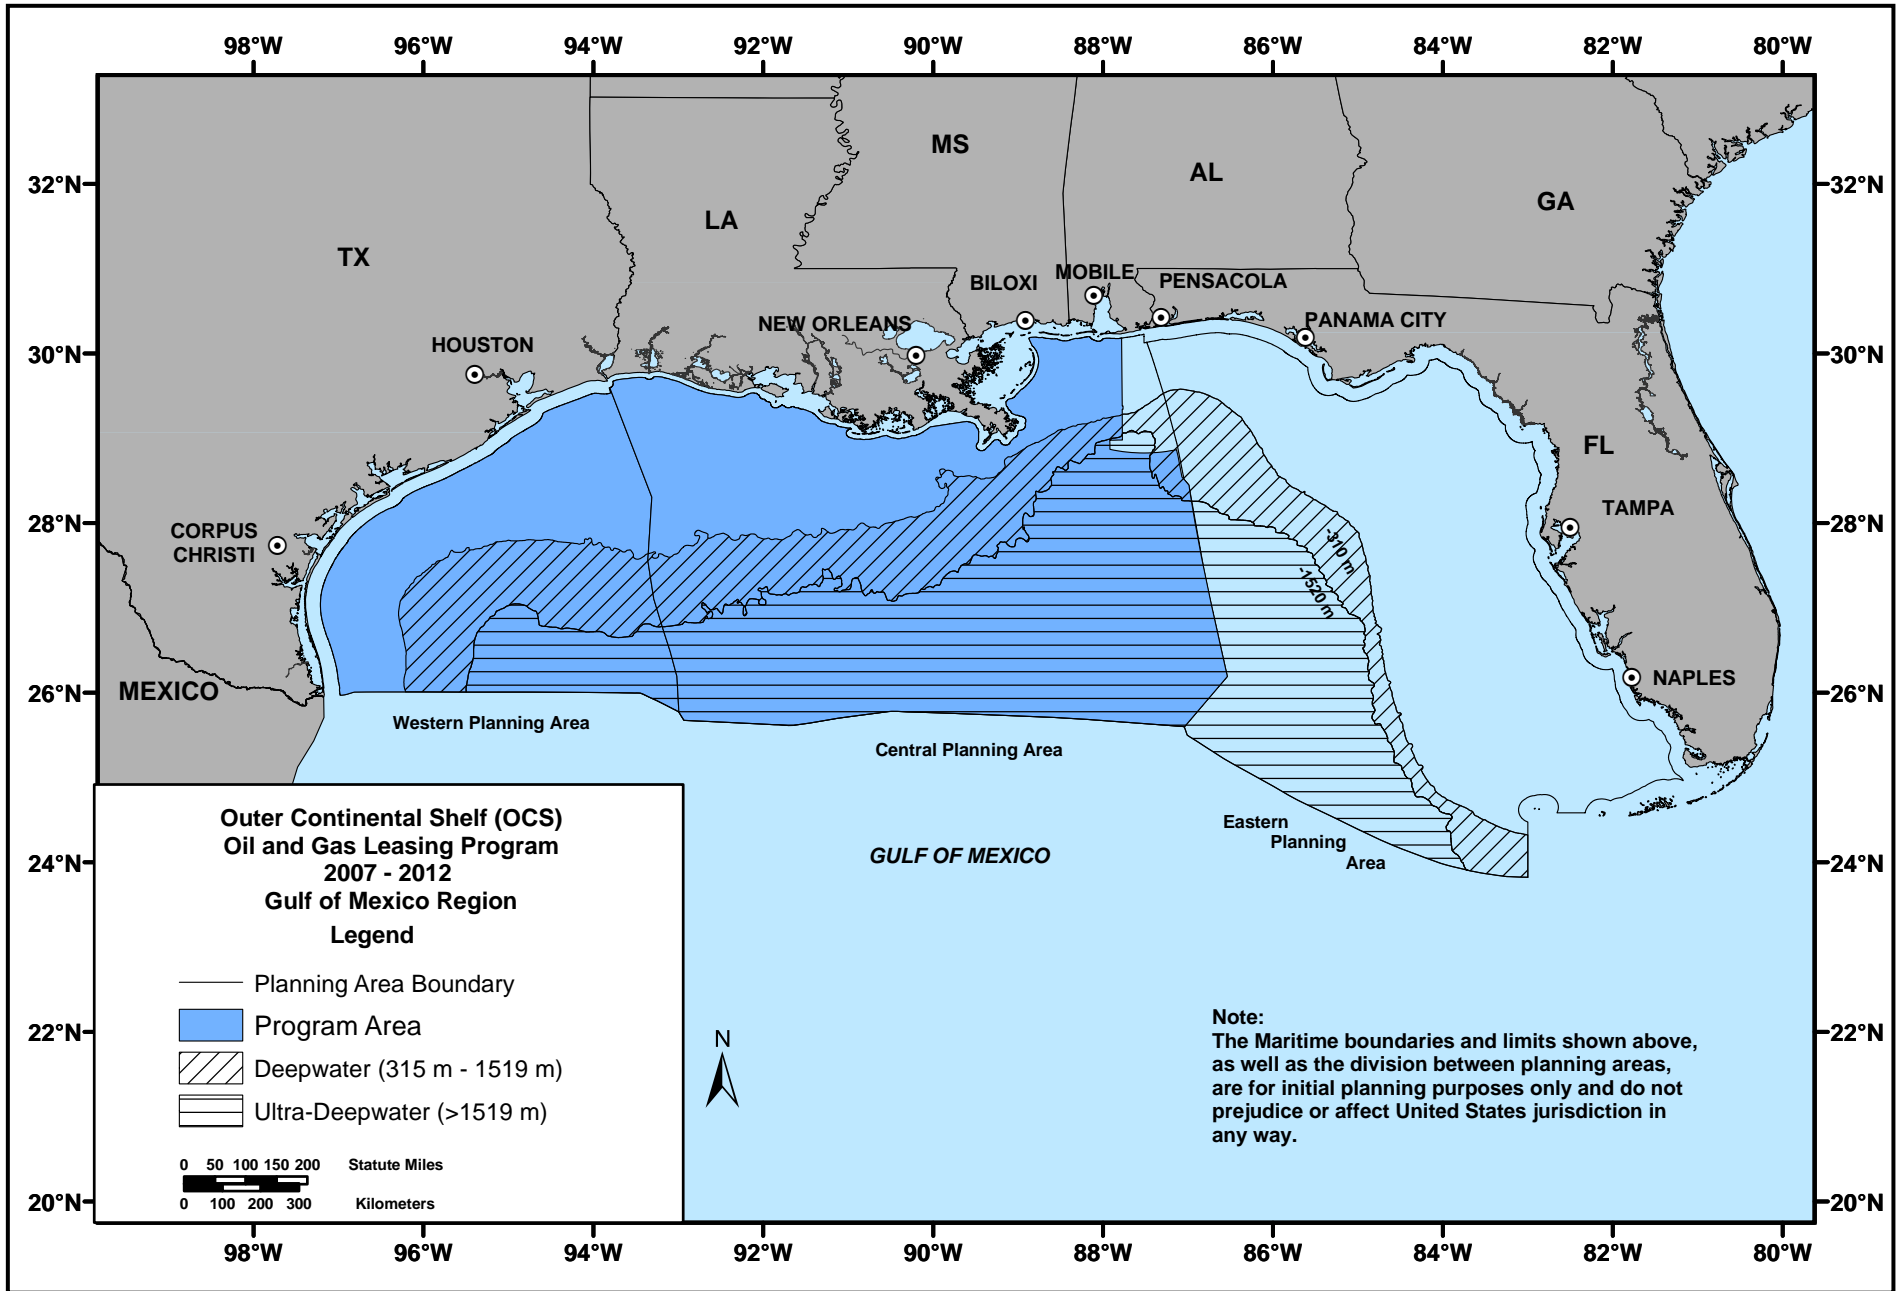 98°W 96°W 94°W 92°W 90°W 88°W 86°W 84°W 82°W 80°W
MS
AL
32°N 32°N
GA
LA
TX
MOBILE
BILOXI PENSACOLA
NEW ORLEANS PANAMA CITY
HOUSTON
30°N 30°N
FL
TAMPA
28°N 28°N
CORPUS
CHRISTI
-310 m
-1520 m
NAPLES
MEXICO
26°N 26°N
Western Planning Area
Central Planning Area
Eastern
Planning
Area
GULF OF MEXICO
24°N 24°N
Outer Continental Shelf (OCS)
Oil and Gas Leasing Program
2007 - 2012
Gulf of Mexico Region
Legend
Planning Area Boundary
Program Area
Deepwater (315 m - 1519 m)
Ultra-Deepwater (>1519 m)
0 50 100 150 200 Statute Miles
0 100 200 300 Kilometers
N
Note:
The Maritime boundaries and limits shown above,
as well as the division between planning areas,
are for initial planning purposes only and do not
prejudice or affect United States jurisdiction in
any way.
22°N 22°N
20°N 20°N
98°W 96°W 94°W 92°W 90°W 88°W 86°W 84°W 82°W 80°W